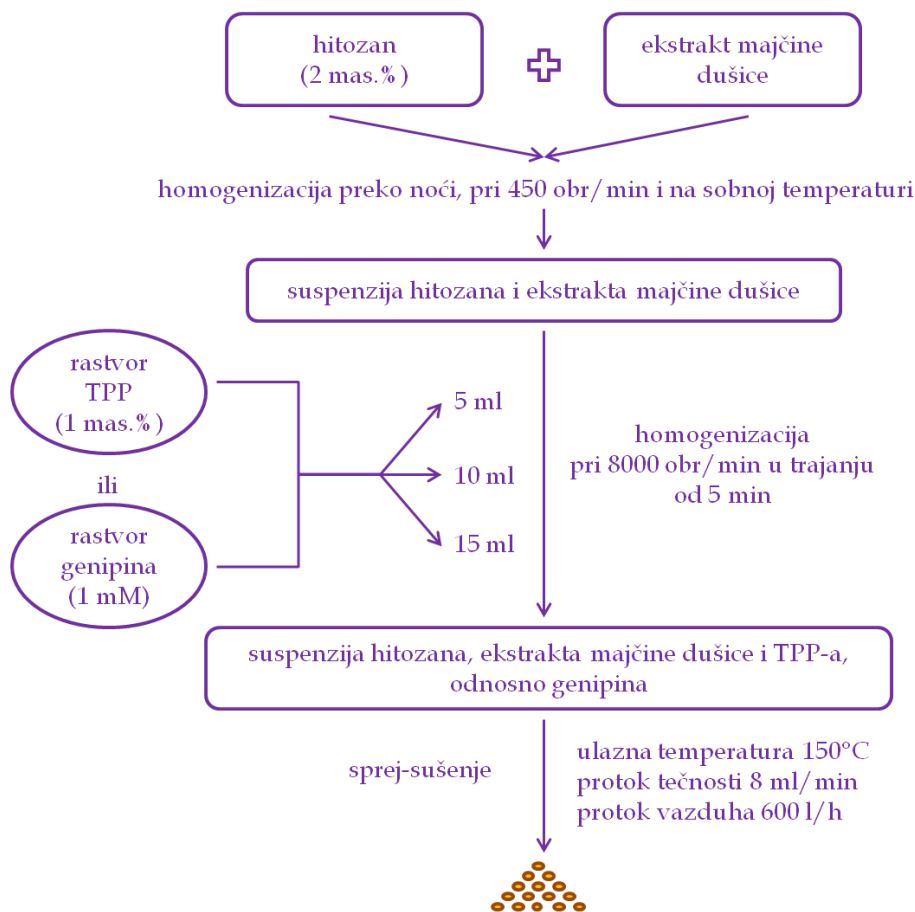 hitozan
(2 mas.%)
ekstrakt majčine
dušice
homogenizacija preko noći, pri 450 obr/min i na sobnoj temperaturi
suspenzija hitozana i ekstrakta majčine dušice
rastvor
TPP
(1 mas.%)
ili
rastvor
genipina
(1 mM)
5 ml
10 ml
15 ml
homogenizacija
pri 8000 obr/min u trajanju
od 5 min
suspenzija hitozana, ekstrakta majčine dušice i TPP-a,
odnosno genipina
sprej-sušenje
ulazna temperatura 150°C
protok tečnosti 8 ml/min
protok vazduha 600 l/h